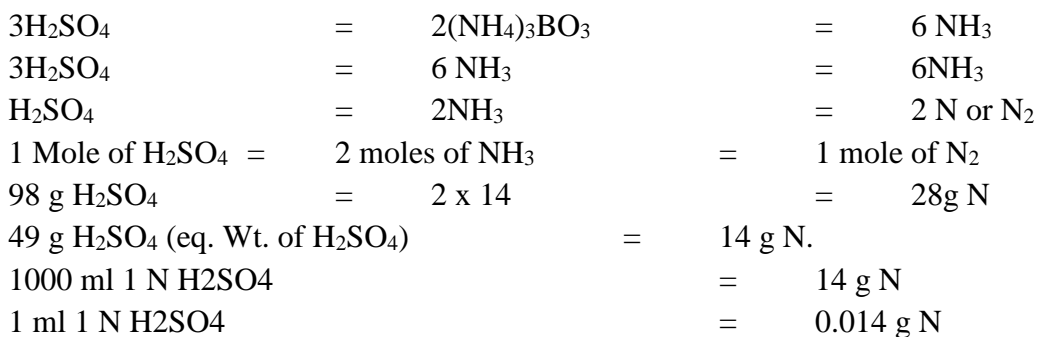 3H₂SO₄ = 2(NH₄)₃BO₃ = 6 NH₃
3H₂SO₄ = 6 NH₃ = 6NH₃
H₂SO₄ = 2NH₃ = 2 N or N₂
1 Mole of H₂SO₄ = 2 moles of NH₃ = 1 mole of N₂
98 g H₂SO₄ = 2 x 14 = 28g N
49 g H₂SO₄ (eq. Wt. of H₂SO₄) = 14 g N.
1000 ml 1 N H2SO4 = 14 g N
1 ml 1 N H2SO4 = 0.014 g N